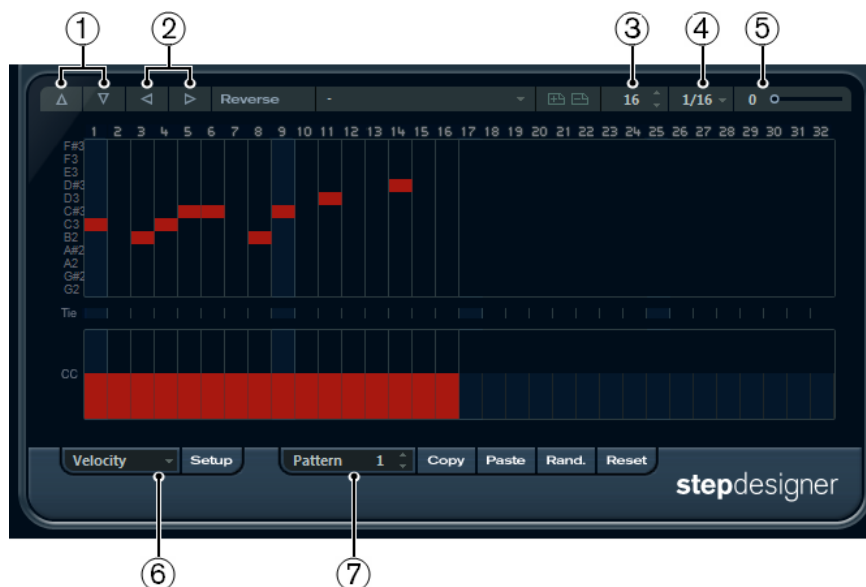 ① ② ③ ④ ⑤
Reverse - 16 1/16 0
1 2 3 4 5 6 7 8 9 10 11 12 13 14 15 16 17 18 19 20 21 22 23 24 25 26 27 28 29 30 31 32
F#3
F3
E3
D#3
D3
C#3
C3
B2
A#2
A2
G#2
G2
Tie
CC
Velocity Setup Pattern 1 Copy Paste Rand. Reset
stepdesigner
⑥ ⑦